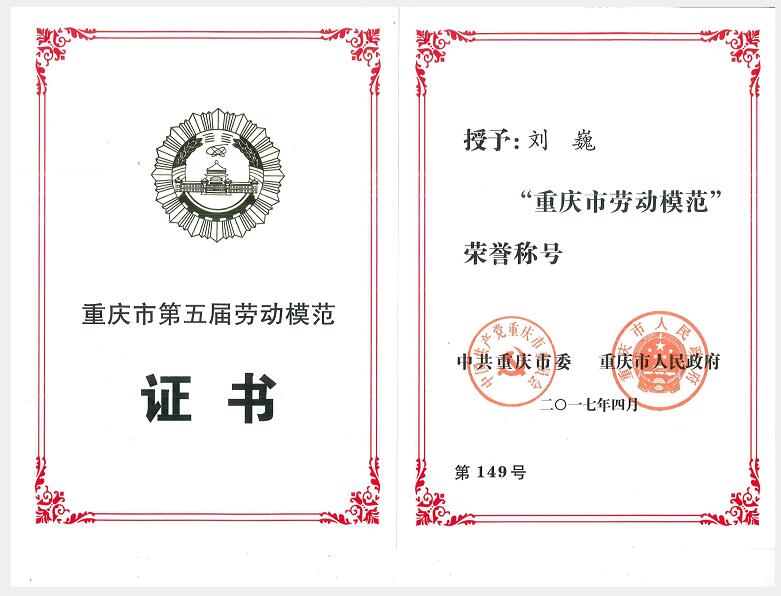 重庆市第五届劳动模范
证书
授予：刘 巍
“重庆市劳动模范”
荣誉称号
中共重庆市委 重庆市人民政府
二〇一七年四月
第149号
中国共产党重庆市委员会
重庆市人民政府